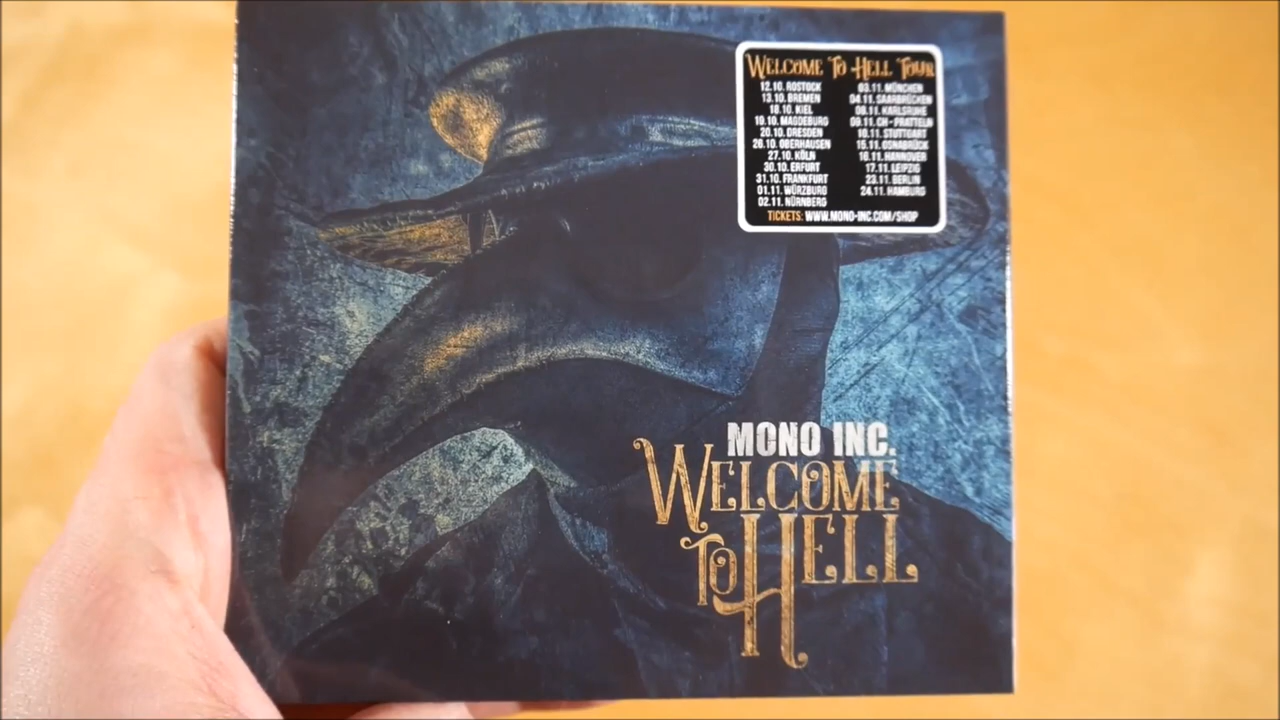 WELCOME TO HELL TOUR
12.10. ROSTOCK
13.10. BREMEN
18.10. KIEL
19.10. MAGDEBURG
20.10. DRESDEN
26.10. OBERHAUSEN
27.10. KÖLN
30.10. ERFURT
31.10. FRANKFURT
01.11. WÜRZBURG
02.11. NÜRNBERG
03.11. MÜNCHEN
04.11. SAARBRÜCKEN
08.11. KARLSRUHE
09.11. CH - PRATTELN
10.11. STUTTGART
15.11. OSNABRÜCK
16.11. HANNOVER
17.11. LEIPZIG
23.11. BERLIN
24.11. HAMBURG
TICKETS: WWW.MONO-INC.COM/SHOP
MONO INC.
WELCOME
TO HELL